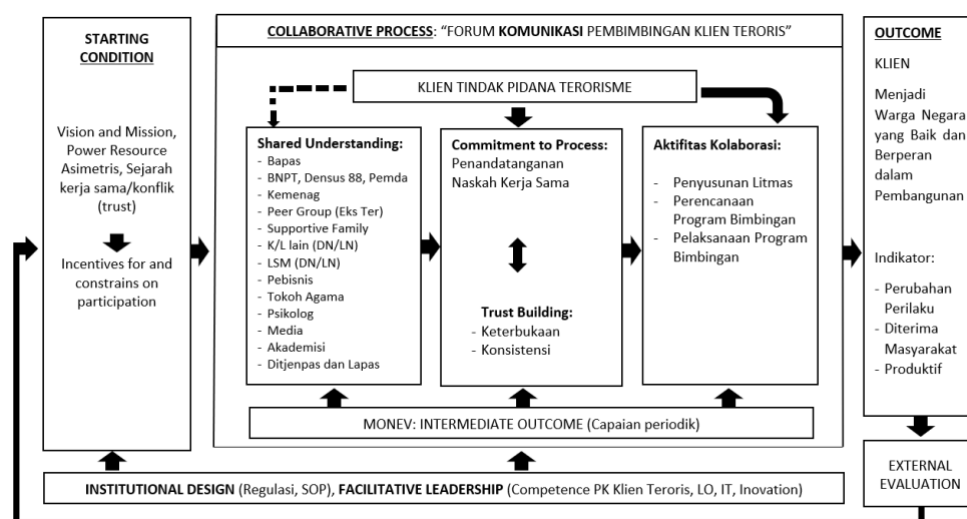 STARTING
CONDITION
Vision and Mission,
Power Resource
Asimetris, Sejarah
kerja sama/konflik
(trust)
Incentives for and
constrains on
participation
COLLABORATIVE PROCESS: “FORUM KOMUNIKASI PEMBIMBINGAN KLIEN TERORIS”
KLIEN TINDAK PIDANA TERORISME
Shared Understanding:
- Bapas
- BNPT, Densus 88, Pemda
- Kemenag
- Peer Group (Eks Ter)
- Supportive Family
- K/L lain (DN/LN)
- LSM (DN/LN)
- Pebisnis
- Tokoh Agama
- Psikolog
- Media
- Akademisi
- Ditjenpas dan Lapas
Commitment to Process:
Penandatanganan
Naskah Kerja Sama
Trust Building:
- Keterbukaan
- Konsistensi
Aktifitas Kolaborasi:
- Penyusunan Litmas
- Perencanaan
Program Bimbingan
- Pelaksanaan Program
Bimbingan
MONEV: INTERMEDIATE OUTCOME (Capaian periodik)
OUTCOME
KLIEN
Menjadi
Warga Negara
yang Baik dan
Berperan
dalam
Pembangunan
Indikator:
- Perubahan
Perilaku
- Diterima
Masyarakat
- Produktif
EXTERNAL
EVALUATION
INSTITUTIONAL DESIGN (Regulasi, SOP), FACILITATIVE LEADERSHIP (Competence PK Klien Teroris, LO, IT, Inovation)